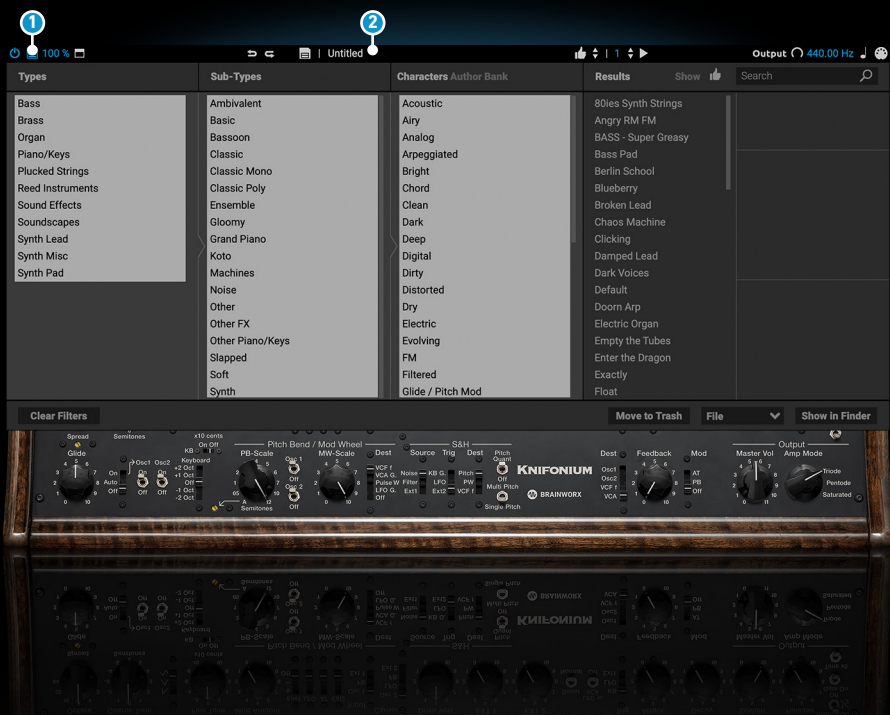 1
2
100 %
| Untitled
| 1
Output
440.00 Hz
Types
Sub-Types
Characters Author Bank
Results
Show
Search
Bass
Brass
Organ
Piano/Keys
Plucked Strings
Reed Instruments
Sound Effects
Soundscapes
Synth Lead
Synth Misc
Synth Pad
Ambivalent
Basic
Bassoon
Classic
Classic Mono
Classic Poly
Ensemble
Gloomy
Grand Piano
Koto
Machines
Noise
Other
Other FX
Other Piano/Keys
Slapped
Soft
Synth
Acoustic
Airy
Analog
Arpeggiated
Bright
Chord
Clean
Dark
Deep
Digital
Dirty
Distorted
Dry
Electric
Evolving
FM
Filtered
Glide / Pitch Mod
80ies Synth Strings
Angry RM FM
BASS - Super Greasy
Bass Pad
Berlin School
Blueberry
Broken Lead
Chaos Machine
Clicking
Damped Lead
Dark Voices
Default
Doorn Arp
Electric Organ
Empty the Tubes
Enter the Dragon
Exactly
Float
Clear Filters
Move to Trash
File
Show in Finder
Spread
Semitones
x10 cents
On Off
KB
Glide
On
Auto
Off
Osc1 Osc2
On On
Off Off
Keyboard
+2 Oct
+1 Oct
Off
-1 Oct
-2 Oct
Pitch Bend / Mod Wheel
PB-Scale
Semitones
Osc 1
Off
Osc 2
Off
MW-Scale
Dest
VCF f
VCA G.
Pulse W
LFO G.
Off
S&H
Source Trig Dest
Noise
Filter
Ext1
KB G.
LFO
Ext2
Pitch
PW
VCF f
Pitch
Quant
Off
Multi Pitch
Single Pitch
KNIFONIUM
BRAINWORX
Dest
Osc1
Osc2
VCF f
VCA
Feedback
Mod
AT
PB
Off
Output
Master Vol
Amp Mode
Triode
Pentode
Saturated